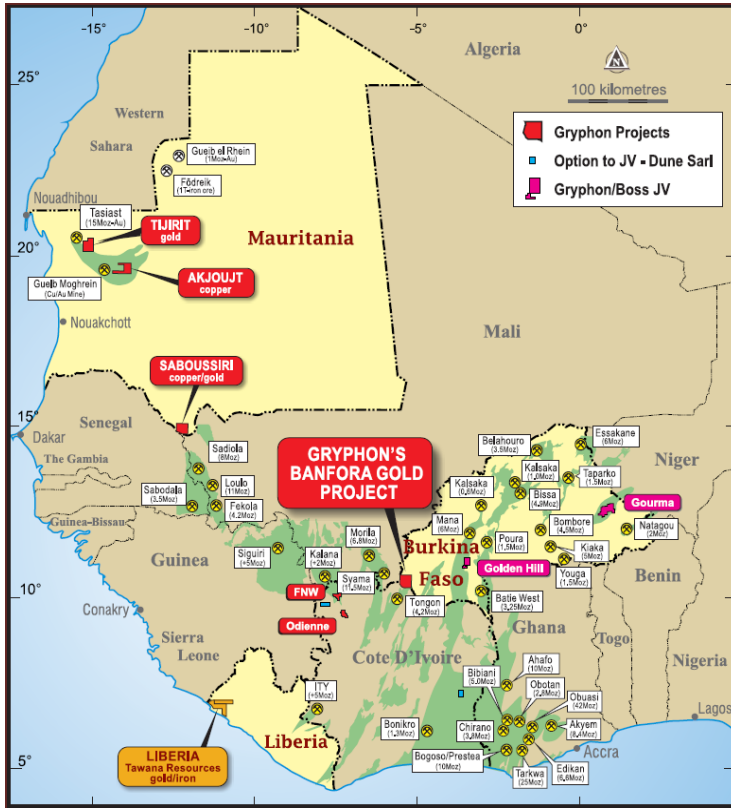 -15°
-10°
-5°
0°
25°
20°
15°
10°
5°
Algeria
100 kilometres
Gryphon Projects
Option to JV - Dune Sarl
Gryphon/Boss JV
Western
Sahara
Gueib el Rhein
(1Moz-Au)
Fôdreik
(1T-iron ore)
Nouadhibou
Tasiast
(15Moz-Au)
TIJIRIT
gold
Mauritania
AKJOUJT
copper
Guelb Moghrein
(Cu/Au Mine)
Nouakchott
Mali
SABOUSSIRI
copper/gold
Senegal
Dakar
The Gambia
Sadiola
(8Moz)
Sabodala
(3.5Moz)
Loulo
(11Moz)
Fekola
(4.2Moz)
Guinea-Bissau
GRYPHON'S
BANFORA GOLD
PROJECT
Belahouro
(3.5Moz)
Essakane
(6Moz)
Kalsaka
(1.0Moz)
Taparko
(1.5Moz)
Niger
Kalsaka
(0.6Moz)
Bissa
(4.9Moz)
Gourma
Mana
(6Moz)
Bombore
(4.5Moz)
Natagou
(2Moz)
Poura
(1.5Moz)
Kiaka
(5Moz)
Burkina
Faso
Golden Hill
Youga
(1.5Moz)
Benin
Guinea
Siguiri
(+5Moz)
Kalana
(+2Moz)
Morila
(6.8Moz)
Syama
(11.5Moz)
FNW
Tongon
(4.2Moz)
Batie West
(3.25Moz)
Conakry
Odienne
Sierra
Leone
Ghana
Togo
Nigeria
Cote D'Ivoire
Ahafo
(10Moz)
Bibiani
(5.0Moz)
Obotan
(2.8Moz)
Obuasi
(42Moz)
ITY
(+5Moz)
Bonikro
(1.3Moz)
Chirano
(3.8Moz)
Akyem
(8.4Moz)
Lagos
Liberia
LIBERIA
Tawana Resources
gold/iron
Bogoso/Prestea
(10Moz)
Tarkwa
(25Moz)
Edikan
(6.6Moz)
Accra